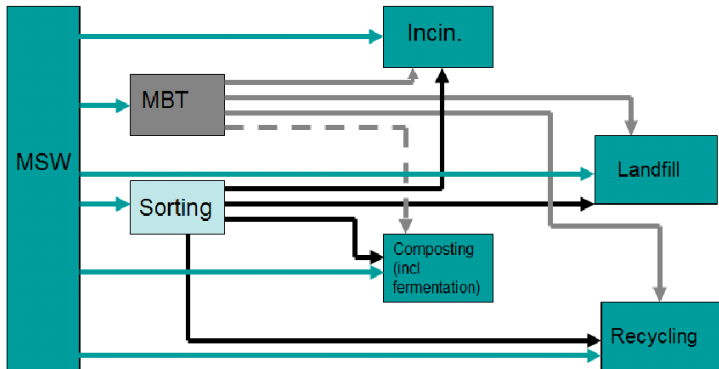 Incin.
MBT
MSW
Landfill
Sorting
Composting
(incl
fermentation)
Recycling